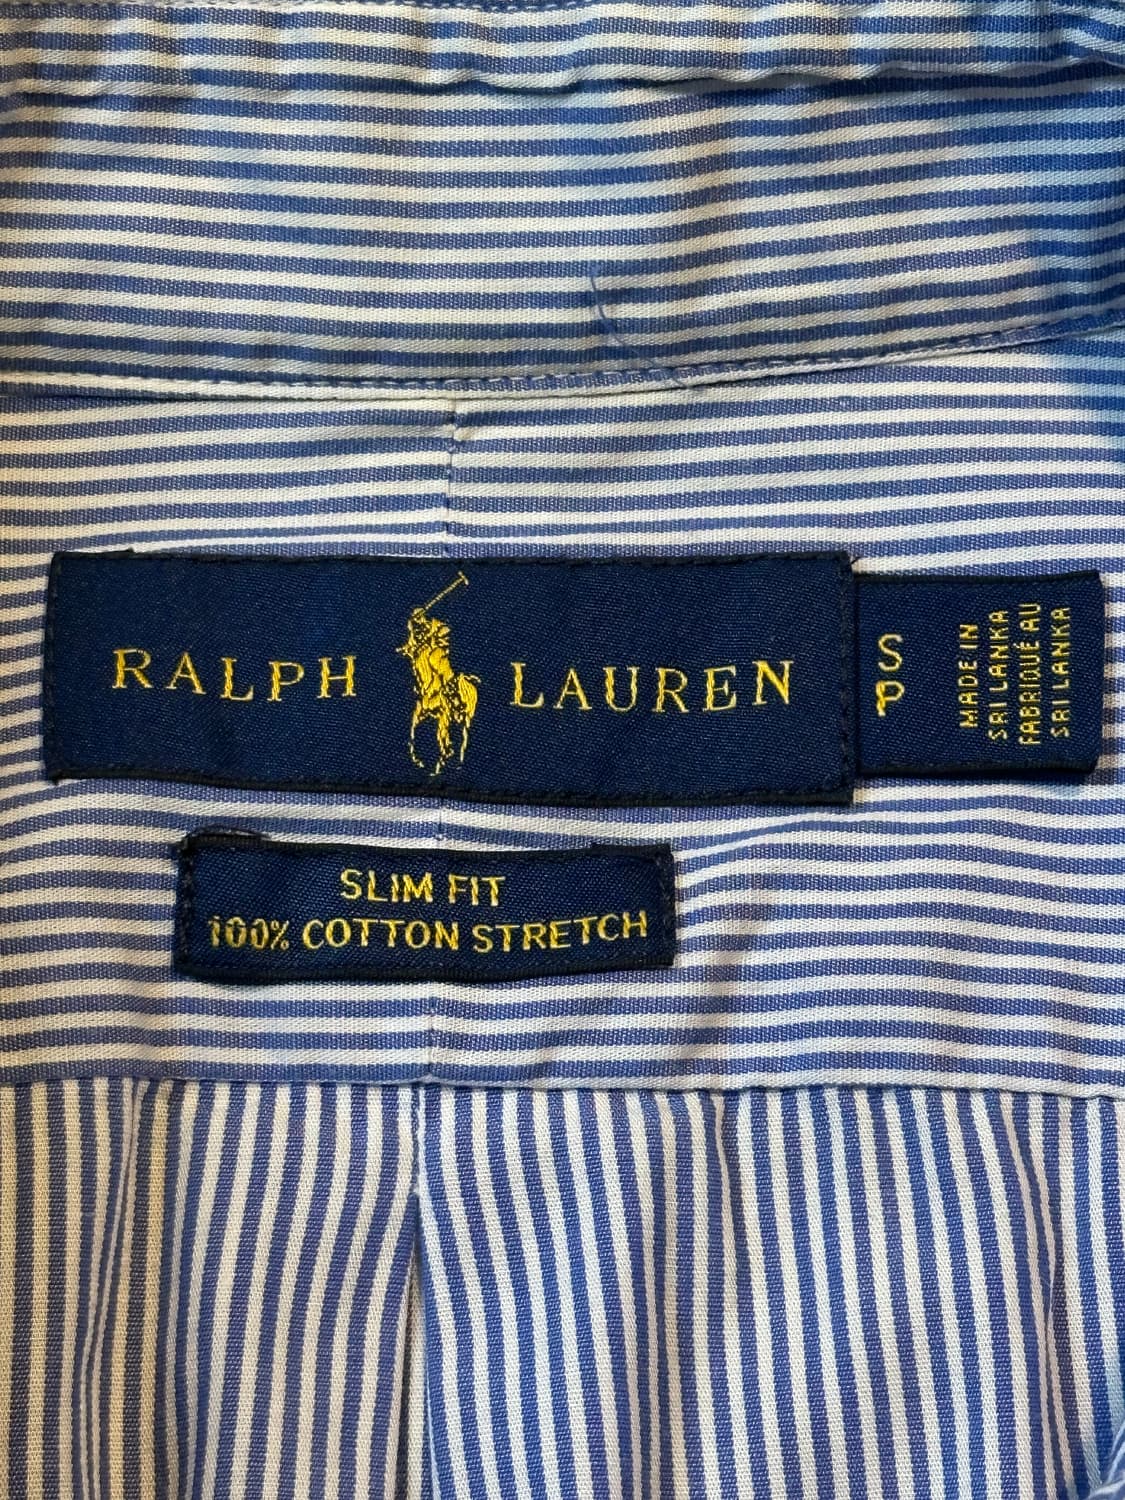 RALPH LAUREN
S
P
MADE IN
SRI LANKA
FABRIQUÉ AU
SRI LANKA
SLIM FIT
100% COTTON STRETCH